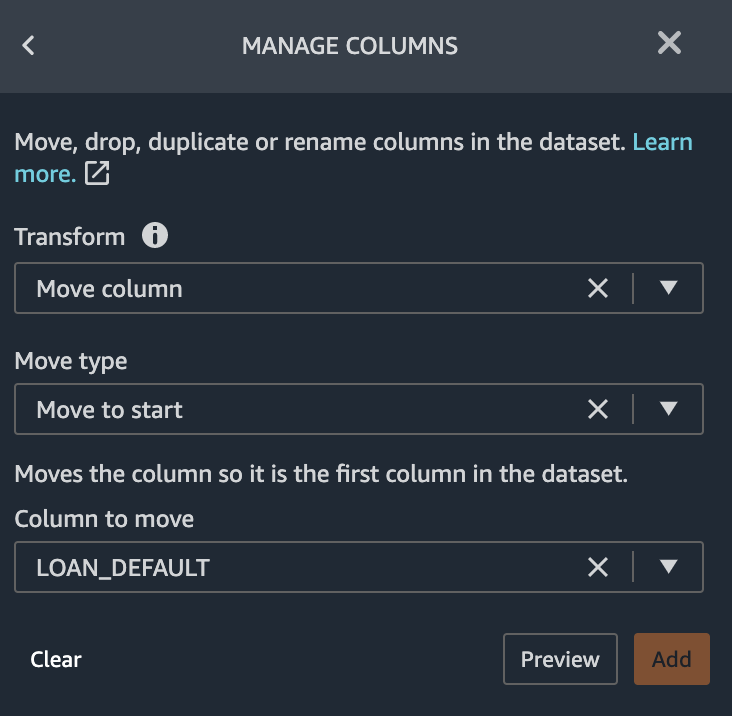 MANAGE COLUMNS
Move, drop, duplicate or rename columns in the dataset. Learn
more.
Transform
Move column
Move type
Move to start
Moves the column so it is the first column in the dataset.
Column to move
LOAN_DEFAULT
Clear Preview Add